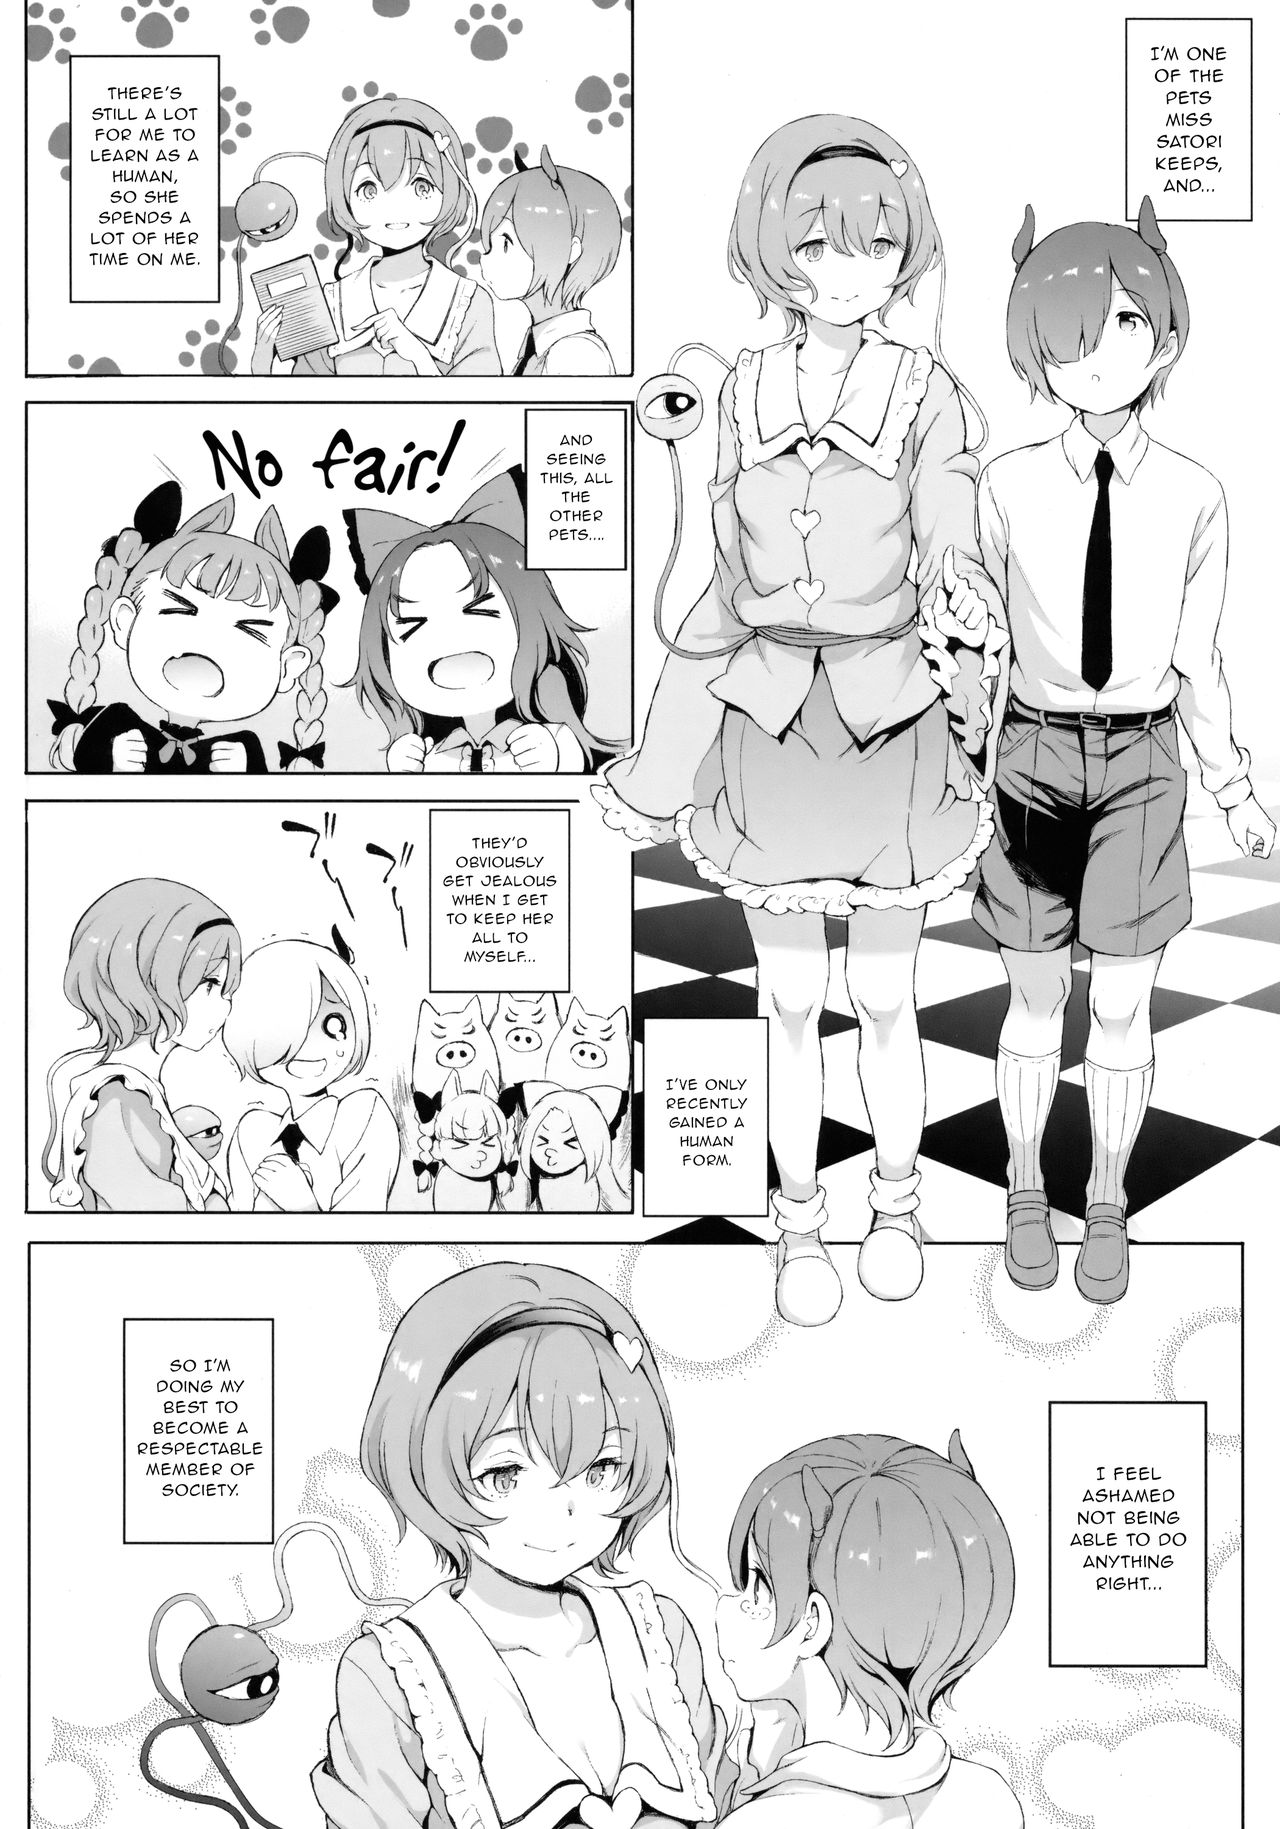 I'M ONE
OF THE
PETS
MISS
SATORI
KEEPS,
AND...
I'VE ONLY
RECENTLY
GAINED A
HUMAN
FORM.
THERE'S
STILL A LOT
FOR ME TO
LEARN AS A
HUMAN,
SO SHE
SPENDS A
LOT OF HER
TIME ON ME.
AND
SEEING
THIS, ALL
THE
OTHER
PETS....
No fair!
THEY'D
OBVIOUSLY
GET JEALOUS
WHEN I GET
TO KEEP HER
ALL TO
MYSELF...
I FEEL
ASHAMED
NOT BEING
ABLE TO DO
ANYTHING
RIGHT...
SO I'M
DOING MY
BEST TO
BECOME A
RESPECTABLE
MEMBER OF
SOCIETY.